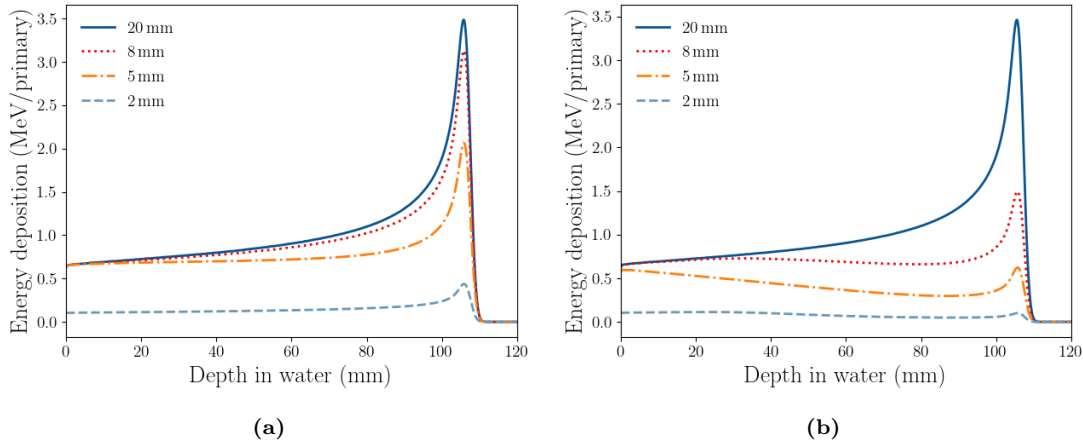 Energy deposition (MeV/primary)
3.5
3.0
2.5
2.0
1.5
1.0
0.5
0.0
20 mm
8 mm
5 mm
2 mm
0 20 40 60 80 100 120
Depth in water (mm)
(a)
Energy deposition (MeV/primary)
3.5
3.0
2.5
2.0
1.5
1.0
0.5
0.0
20 mm
8 mm
5 mm
2 mm
0 20 40 60 80 100 120
Depth in water (mm)
(b)